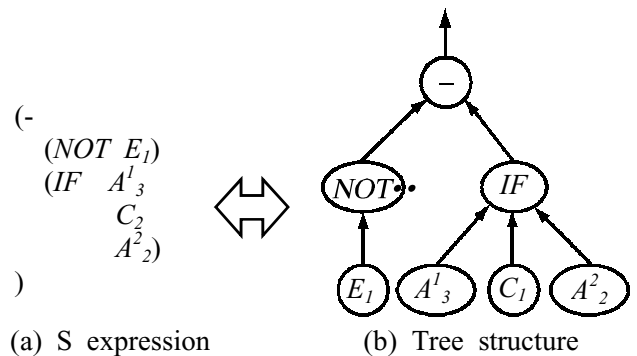 (-
(NOT E₁)
(IF A¹₃
C₂
A²₂)
)
(a) S expression
–
NOT••
IF
E₁
A¹₃
C₁
A²₂
(b) Tree structure